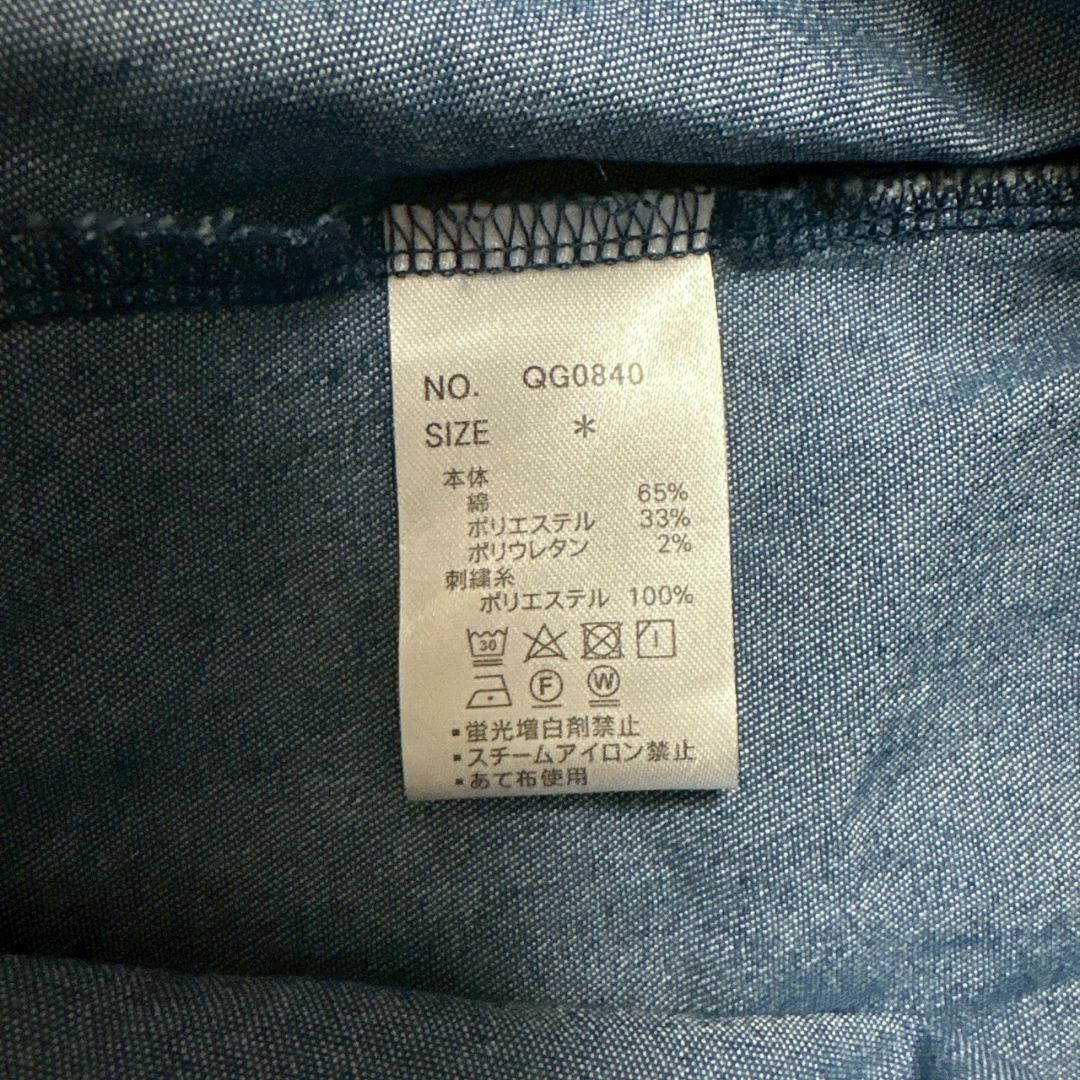 NO. QG0840
SIZE *
本体
綿 65%
ポリエステル 33%
ポリウレタン 2%
刺繍糸
ポリエステル 100%
30
F W
▪蛍光増白剤禁止
▪スチームアイロン禁止
▪あて布使用